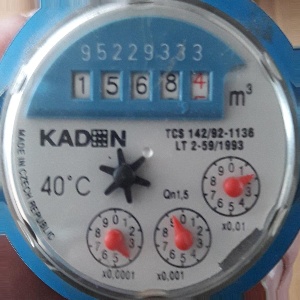 95229333
15684 m³
KADEN
TCS 142/92-1136
LT 2-59/1993
MADE IN CZECH REPUBLIC
40°C
Qn1,5
x0,01
x0,0001
x0,001